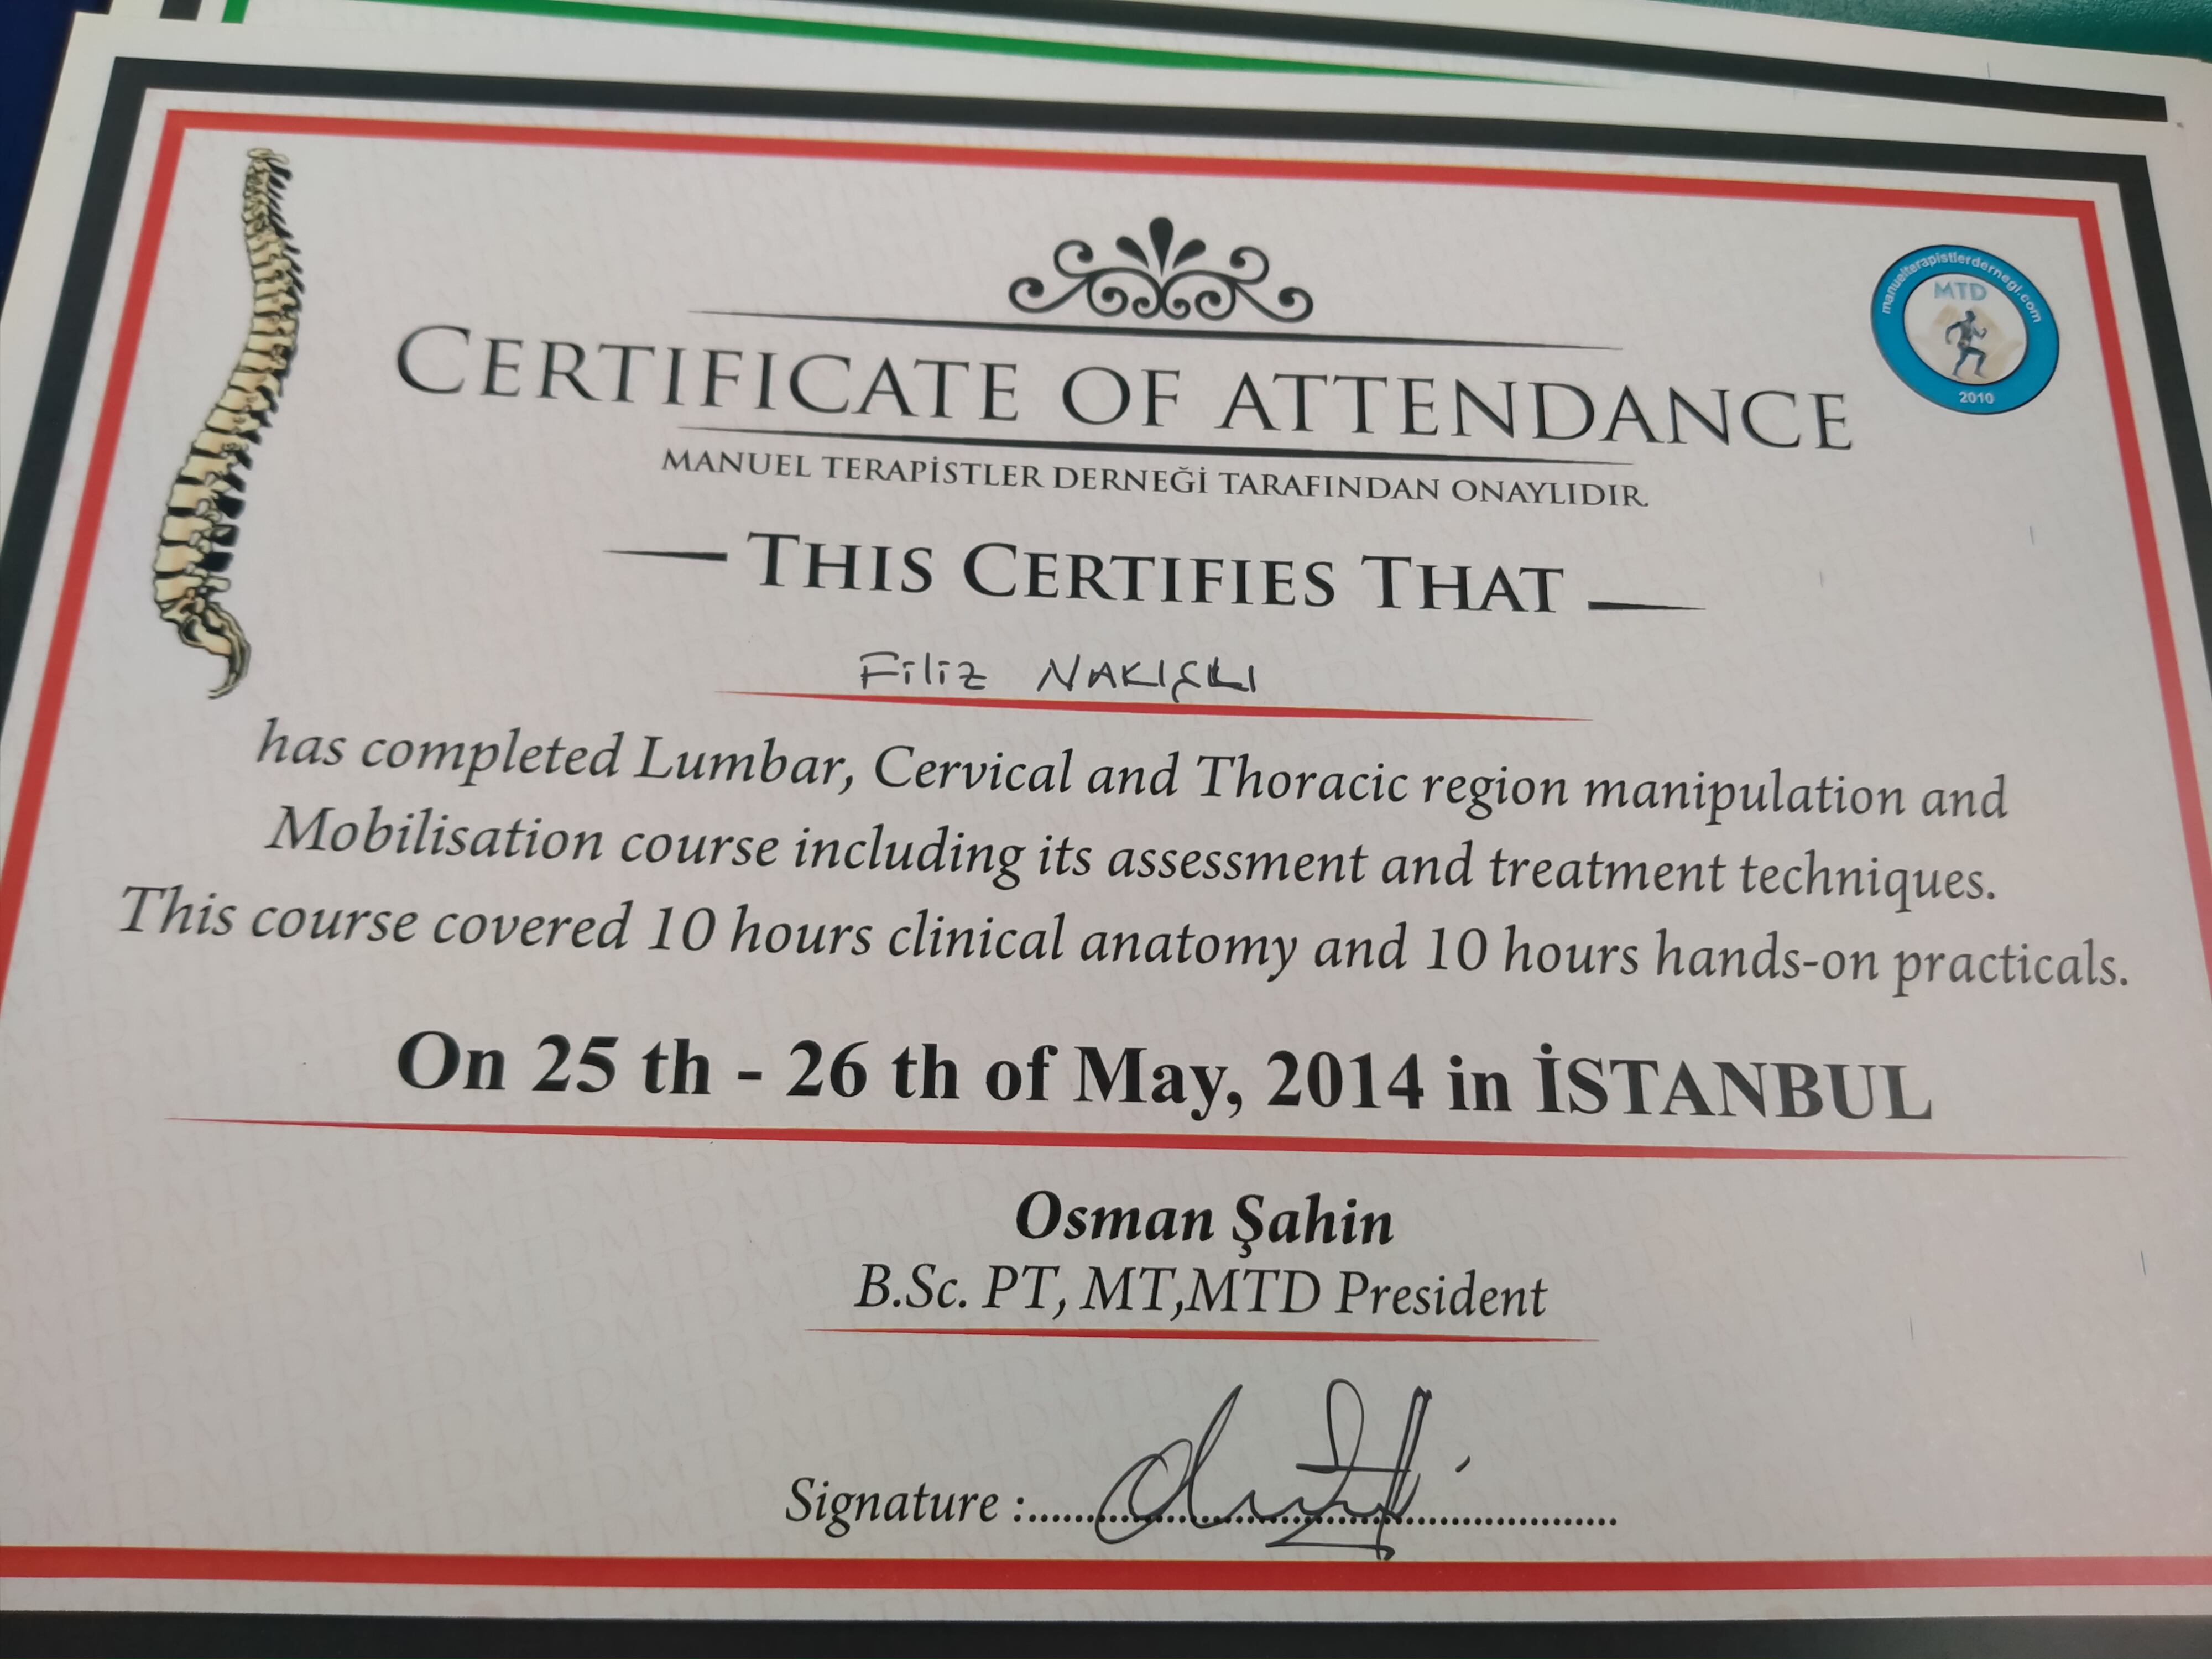 manuelterapistlerdernegi.com
MTD
2010
CERTIFICATE OF ATTENDANCE
MANUEL TERAPİSTLER DERNEĞİ TARAFINDAN ONAYLIDIR.
THIS CERTIFIES THAT
Filiz NAKIŞLI
has completed Lumbar, Cervical and Thoracic region manipulation and
Mobilisation course including its assessment and treatment techniques.
This course covered 10 hours clinical anatomy and 10 hours hands-on practicals.
On 25 th - 26 th of May, 2014 in İSTANBUL
Osman Şahin
B.Sc. PT, MT,MTD President
Signature :